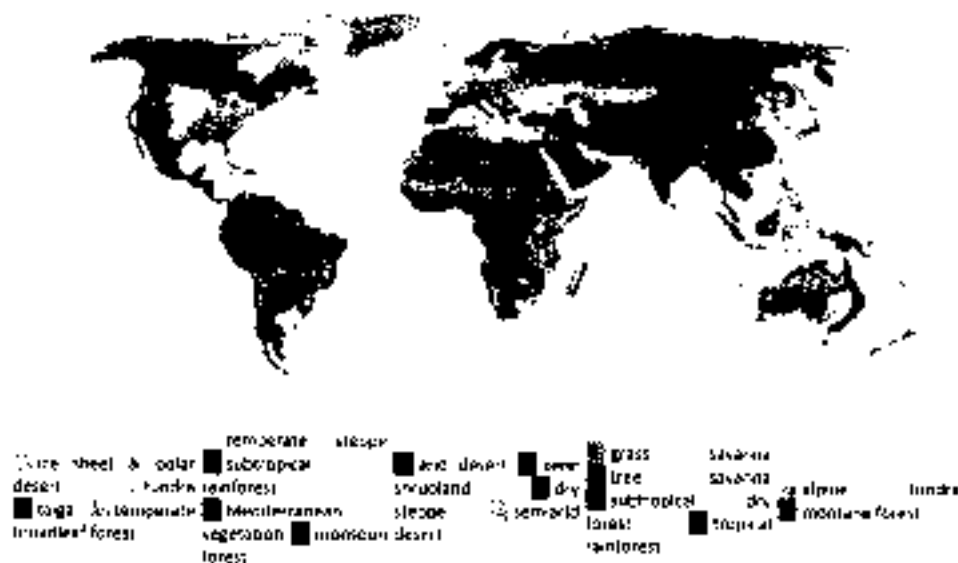 temperate steppe
ice sheet & polar desert tundra
subtropical rainforest
arid desert
shrubland
dry steppe
semiarid desert
grass savanna
tree savanna
subtropical dry forest
tropical rainforest
alpine tundra
montane forest
taiga temperate broadleaf forest
Mediterranean vegetation
monsoon forest